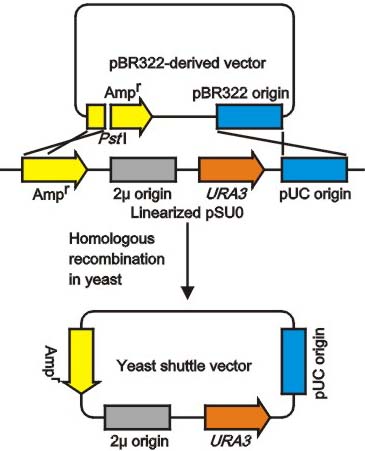 pBR322-derived vector
Ampr
pBR322 origin
PstI
Ampr
2μ origin
URA3
pUC origin
Linearized pSU0
Homologous
recombination
in yeast
Ampr
Yeast shuttle vector
pUC origin
2μ origin
URA3